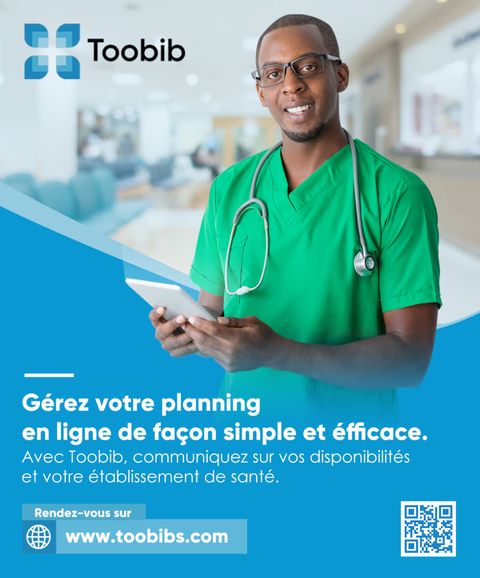 Toobib
Gérez votre planning
en ligne de façon simple et éfficace.
Avec Toobib, communiquez sur vos disponibilités
et votre établissement de santé.
Rendez-vous sur
www.toobibs.com